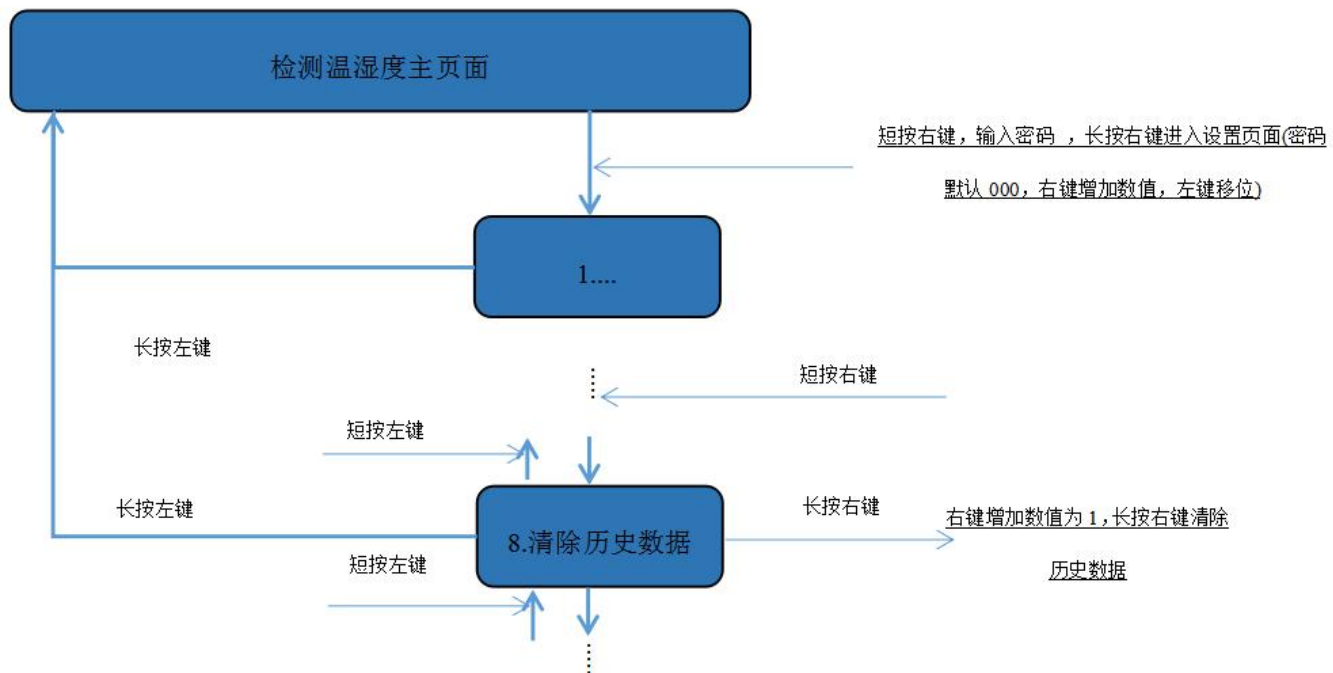 检测温湿度主页面
短按右键，输入密码 ，长按右键进入设置页面(密码
默认 000，右键增加数值，左键移位)
1....
长按左键
短按右键
短按左键
长按左键
长按右键
8.清除历史数据
右键增加数值为 1，长按右键清除
历史数据
短按左键